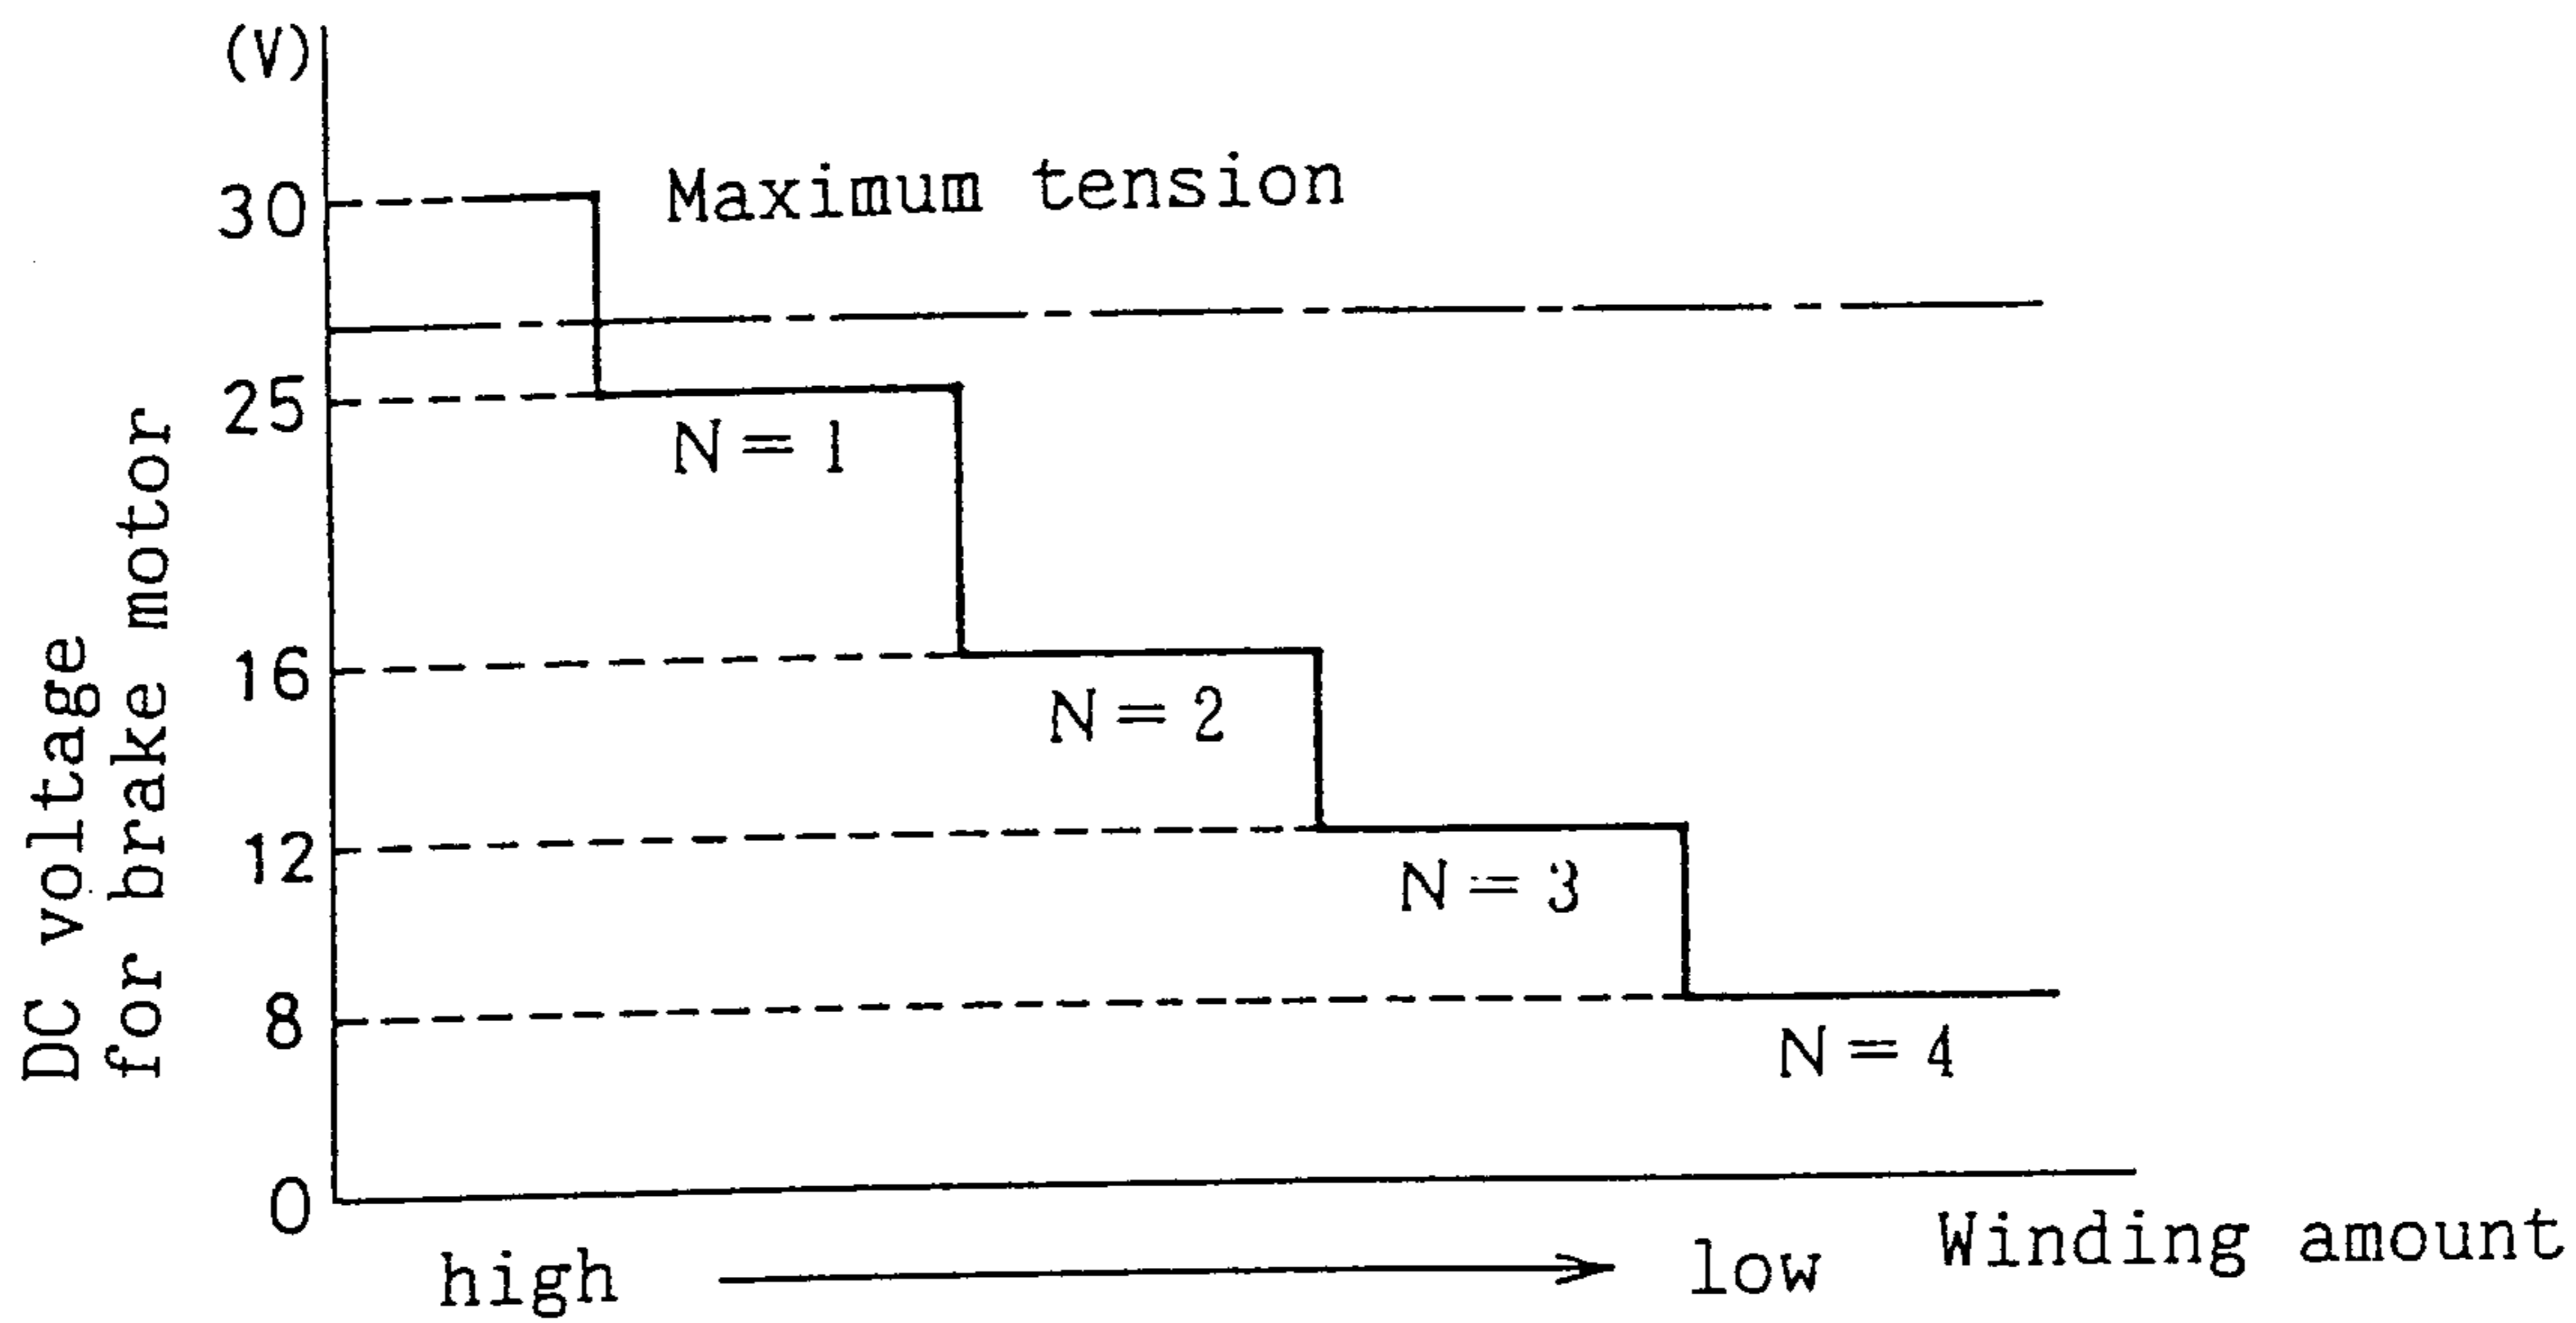 (V)
30
Maximum tension
25
N = 1
16
N = 2
12
N = 3
8
N = 4
0
DC voltage
for brake motor
high
low
Winding amount